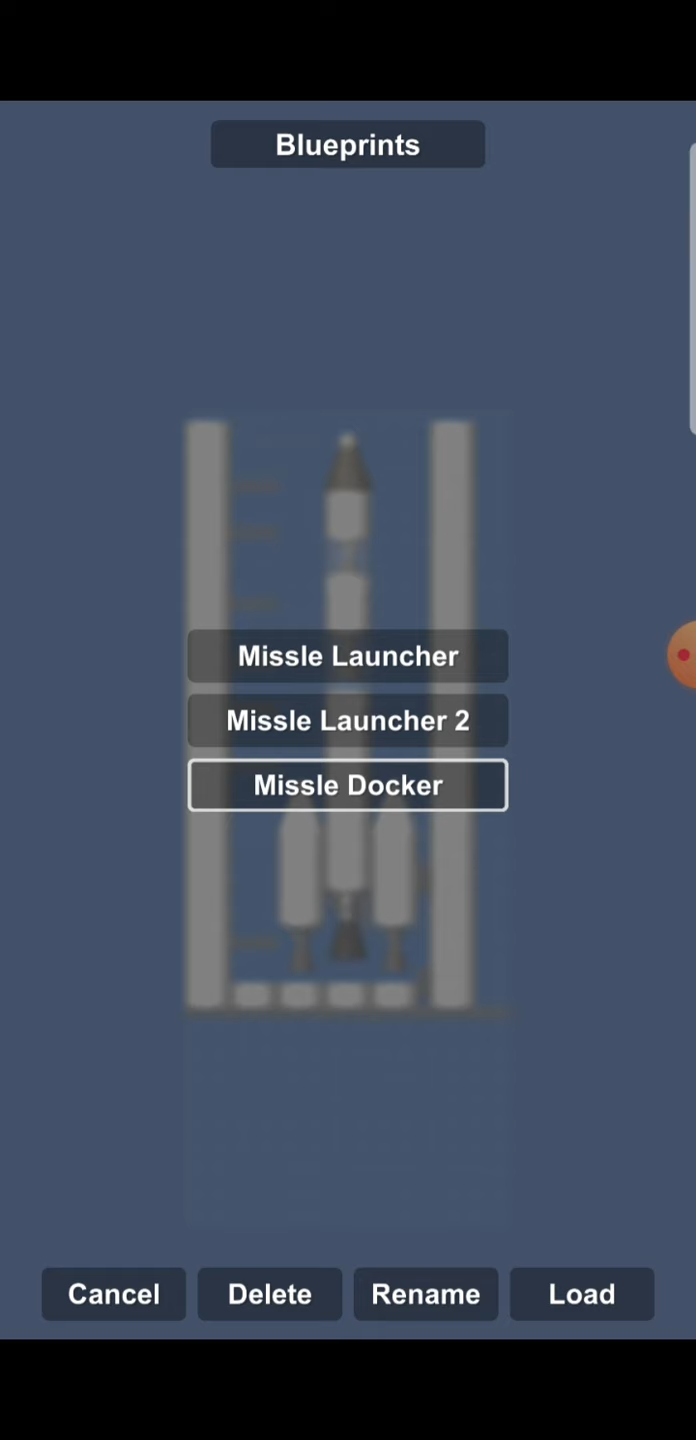 Blueprints
Missle Launcher
Missle Launcher 2
Missle Docker
Cancel
Delete
Rename
Load